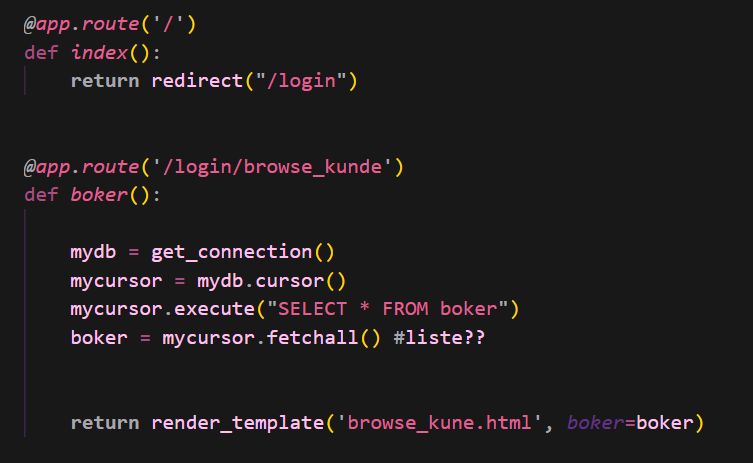 @app.route('/')
def index():
    return redirect("/login")
@app.route('/login/browse_kunde')
def boker():
    mydb = get_connection()
    mycursor = mydb.cursor()
    mycursor.execute("SELECT * FROM boker")
    boker = mycursor.fetchall() #liste??
    return render_template('browse_kune.html', boker=boker)